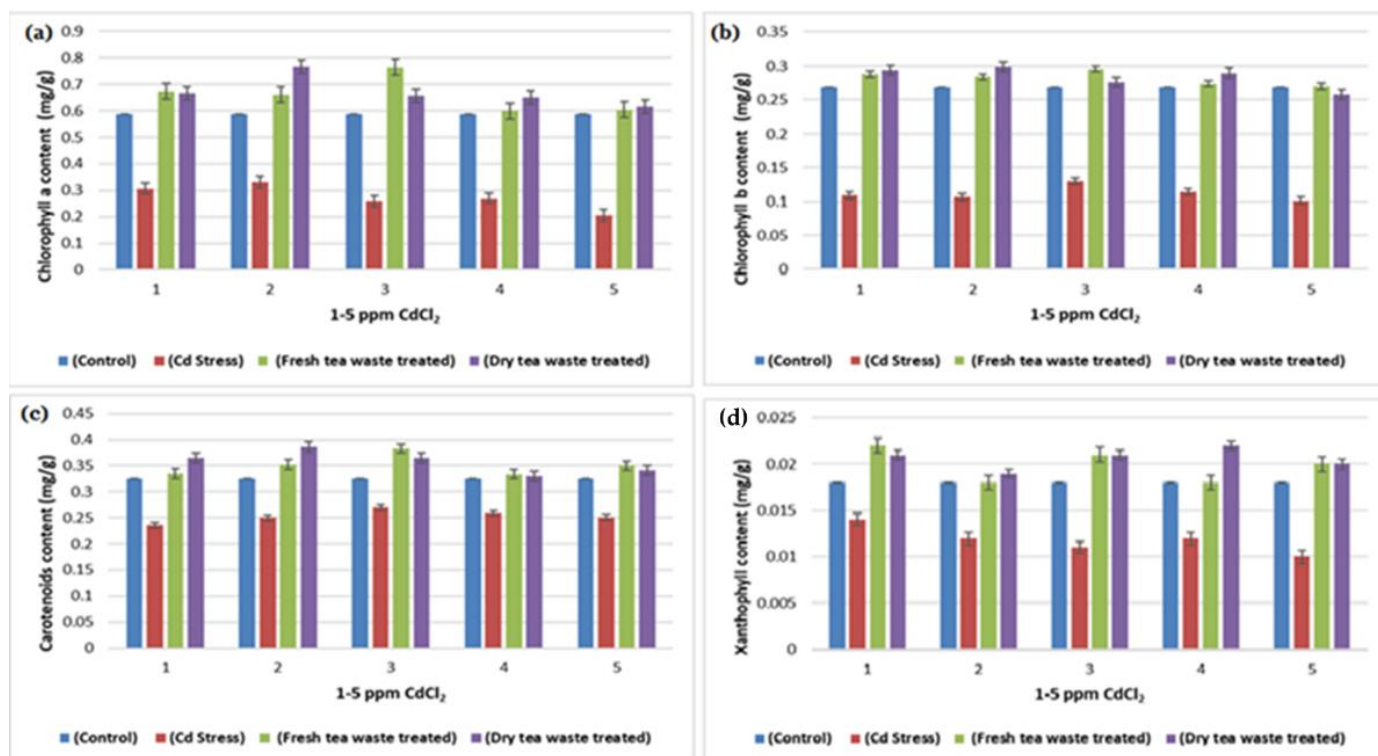 (a)
Chlorophyll a content (mg/g)
0.9
0.8
0.7
0.6
0.5
0.4
0.3
0.2
0.1
0
1 2 3 4 5
1-5 ppm CdCl₂
(Control) (Cd Stress) (Fresh tea waste treated) (Dry tea waste treated)
(b)
Chlorophyll b content (mg/g)
0.35
0.3
0.25
0.2
0.15
0.1
0.05
0
1 2 3 4 5
1-5 ppm CdCl₂
(Control) (Cd Stress) (Fresh tea waste treated) (Dry tea waste treated)
(c)
Carotenoids content (mg/g)
0.45
0.4
0.35
0.3
0.25
0.2
0.15
0.1
0.05
0
1 2 3 4 5
1-5 ppm CdCl₂
(Control) (Cd Stress) (Fresh tea waste treated) (Dry tea waste treated)
(d)
Xanthophyll content (mg/g)
0.025
0.02
0.015
0.01
0.005
0
1 2 3 4 5
1-5 ppm CdCl₂
(Control) (Cd Stress) (Fresh tea waste treated) (Dry tea waste treated)